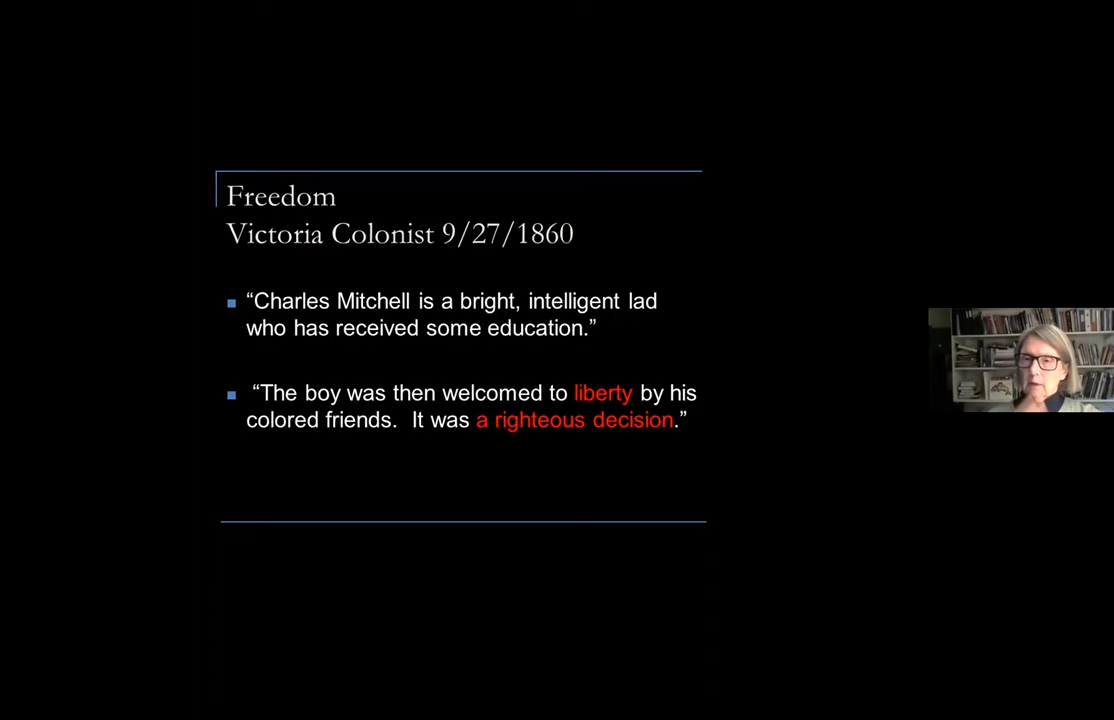 Freedom
Victoria Colonist 9/27/1860
“Charles Mitchell is a bright, intelligent lad
who has received some education.”
“The boy was then welcomed to liberty by his
colored friends.  It was a righteous decision.”